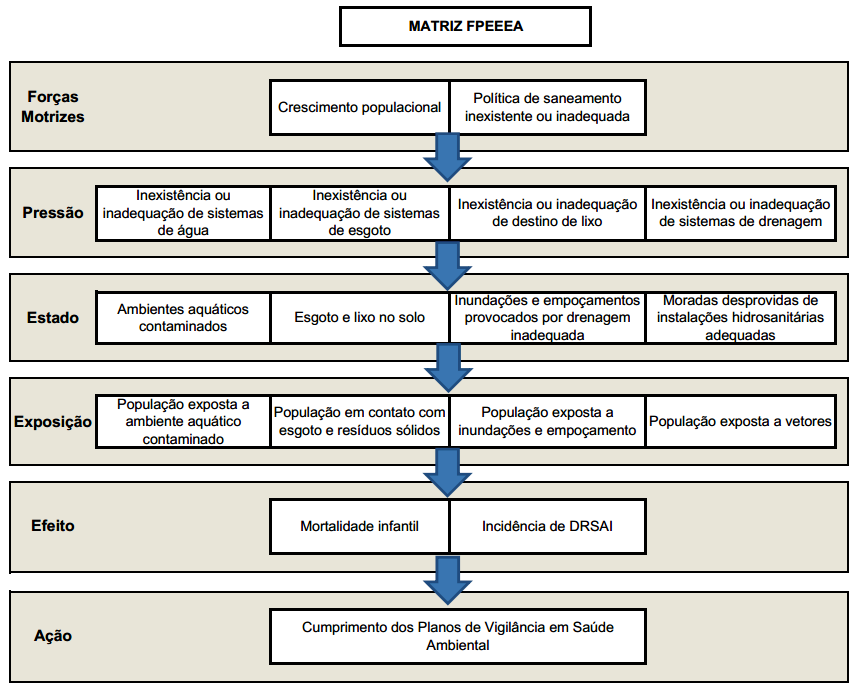 MATRIZ FPEEEA
Forças
Motrizes
Crescimento populacional
Política de saneamento
inexistente ou inadequada
Pressão
Inexistência ou
inadequação de sistemas
de água
Inexistência ou
inadequação de sistemas
de esgoto
Inexistência ou inadequação
de destino de lixo
Inexistência ou inadequação
de sistemas de drenagem
Estado
Ambientes aquáticos
contaminados
Esgoto e lixo no solo
Inundações e empoçamentos
provocados por drenagem
inadequada
Moradas desprovidas de
instalações hidrosanitárias
adequadas
Exposição
População exposta a
ambiente aquático
contaminado
População em contato com
esgoto e resíduos sólidos
População exposta a
inundações e empoçamento
População exposta a vetores
Efeito
Mortalidade infantil
Incidência de DRSAI
Ação
Cumprimento dos Planos de Vigilância em Saúde
Ambiental